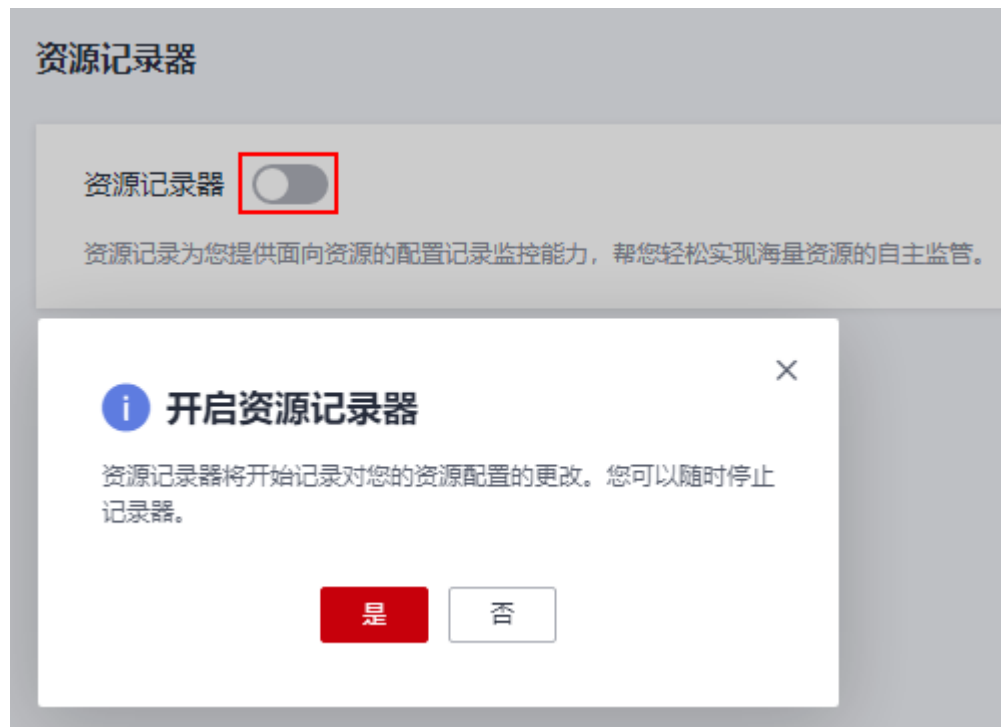 资源记录器
资源记录器
资源记录为您提供面向资源的配置记录监控能力，帮您轻松实现海量资源的自主监管。
开启资源记录器
资源记录器将开始记录对您的资源配置的更改。您可以随时停止
记录器。
是
否